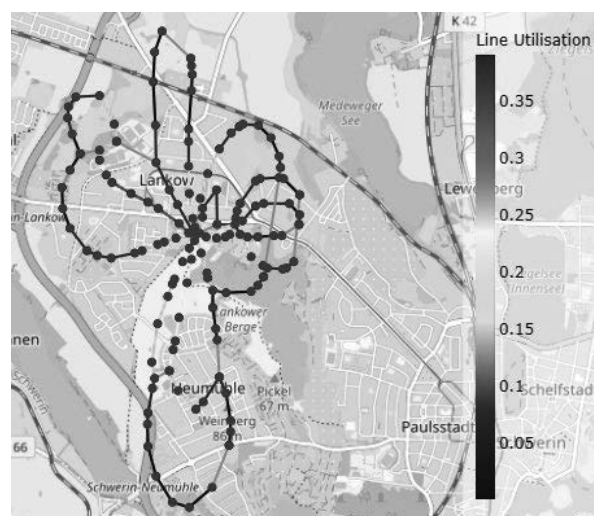 K 42
Line Utilisation
0.35
0.3
0.25
0.2
0.15
0.1
0.05
Medeweger
See
Lankow
Lankower
Berge
Neumühle
Pickel
67 m
Weinberg
86 m
Paulsstadt
Schelfstad
Schwerin
66
Schwerin-Neumühle